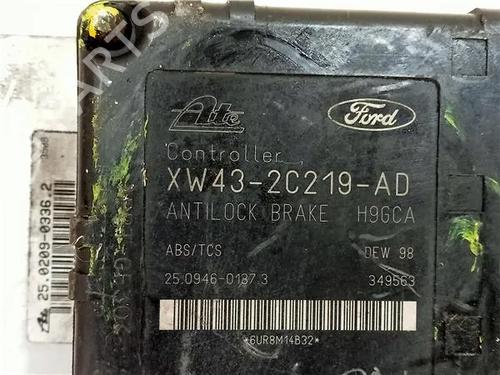 Ate
Ford
Controller
XW43-2C219-AD
ANTILOCK BRAKE H9GCA
ABS/TCS DEW 98
25.0946-0137.3 349563
*6UR8M14B32*
25.0209-0336.2
PARTS